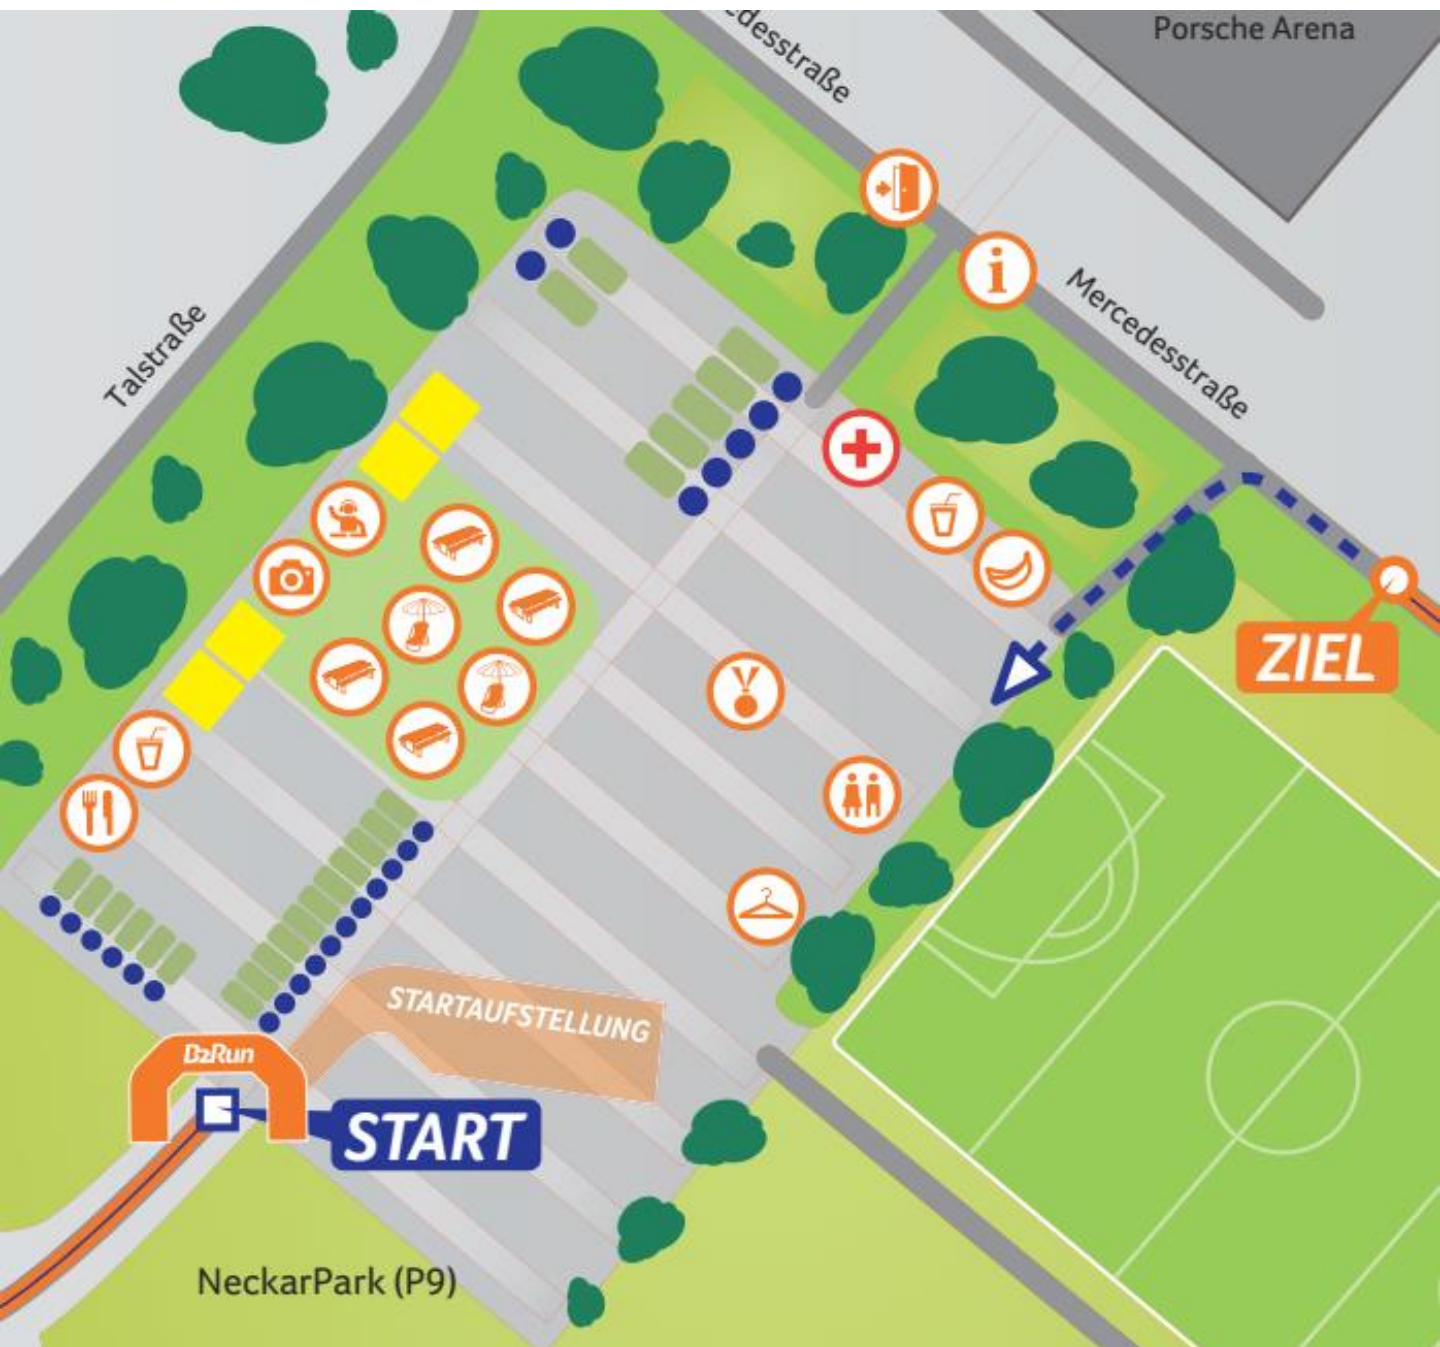 Porsche Arena
edesstraße
Mercedesstraße
Talstraße
ZIEL
STARTAUFSTELLUNG
B2Run
START
NeckarPark (P9)